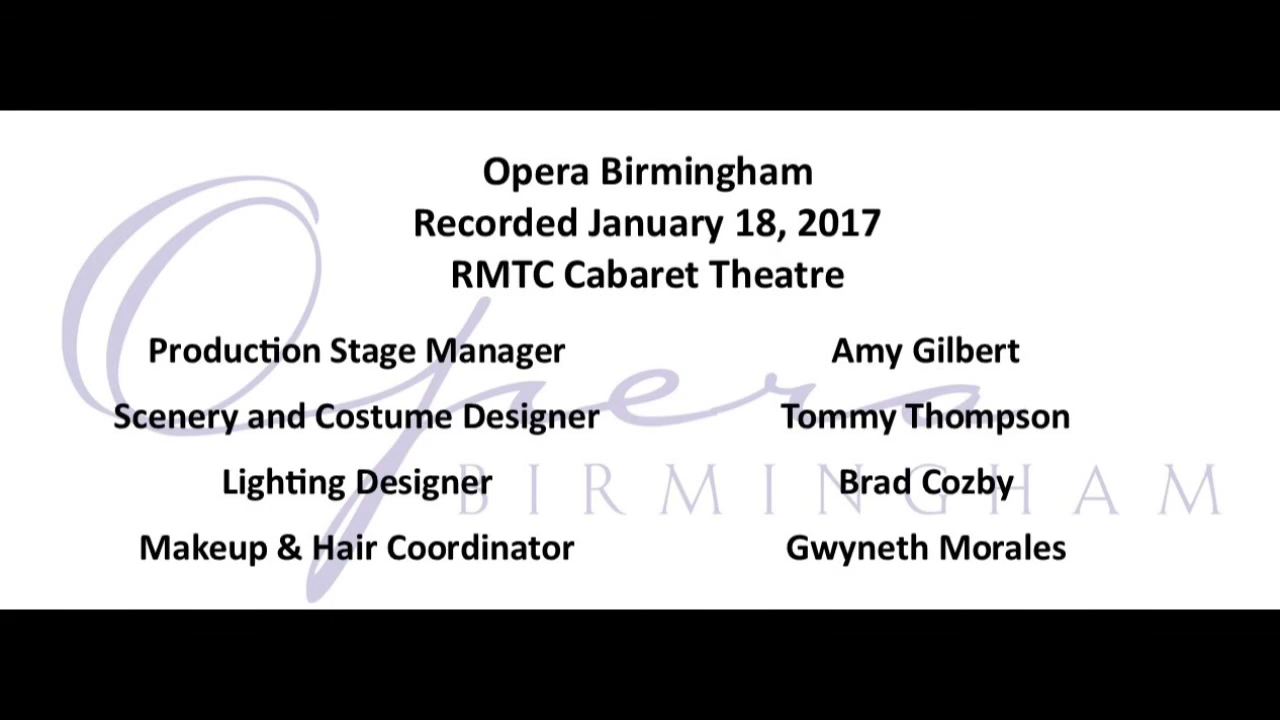 Opera Birmingham
Recorded January 18, 2017
RMTC Cabaret Theatre
Production Stage Manager Amy Gilbert
Scenery and Costume Designer Tommy Thompson
Lighting Designer Brad Cozby
Makeup & Hair Coordinator Gwyneth Morales
Opera
BIRMINGHAM